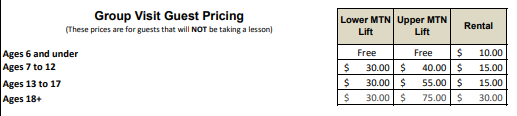 Group Visit Guest Pricing
(These prices are for guests that will NOT be taking a lesson)
Lower MTN Lift Upper MTN Lift Rental
Ages 6 and under Free Free $ 10.00
Ages 7 to 12 $ 30.00 $ 40.00 $ 15.00
Ages 13 to 17 $ 30.00 $ 55.00 $ 15.00
Ages 18+ $ 30.00 $ 75.00 $ 30.00